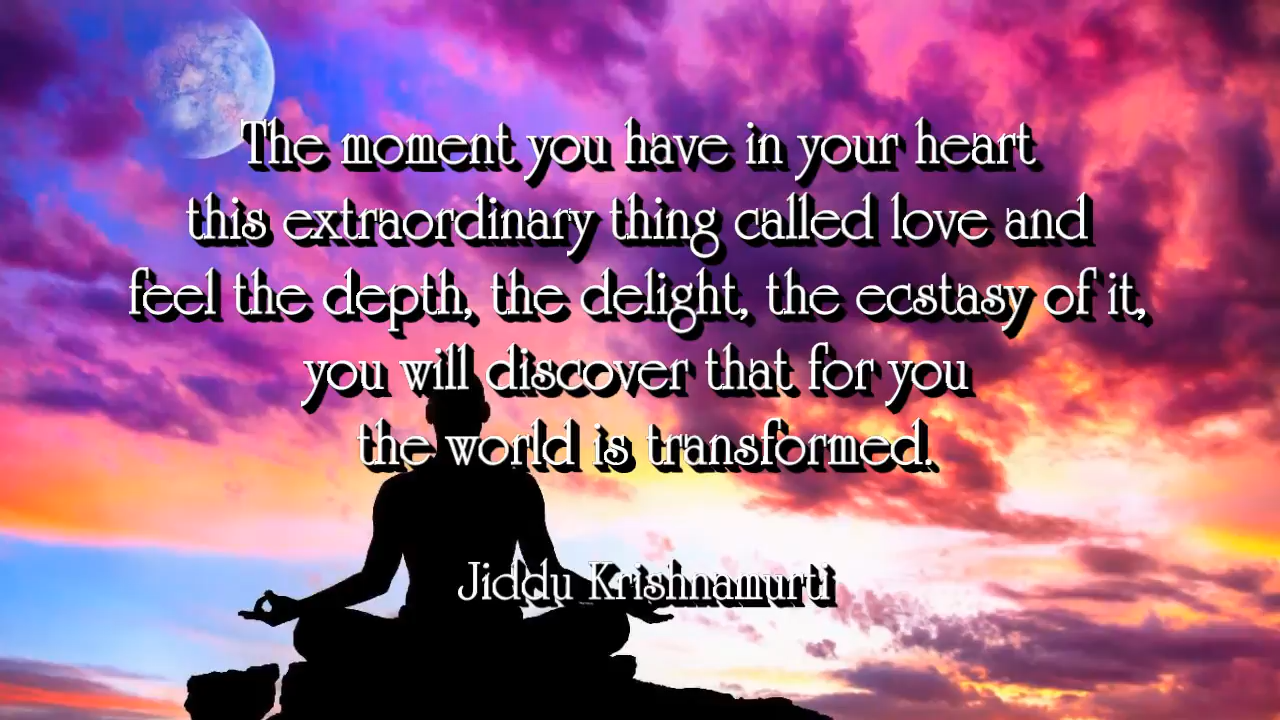 The moment you have in your heart
this extraordinary thing called love and
feel the depth, the delight, the ecstasy of it,
you will discover that for you
the world is transformed.
Jiddu Krishnamurti